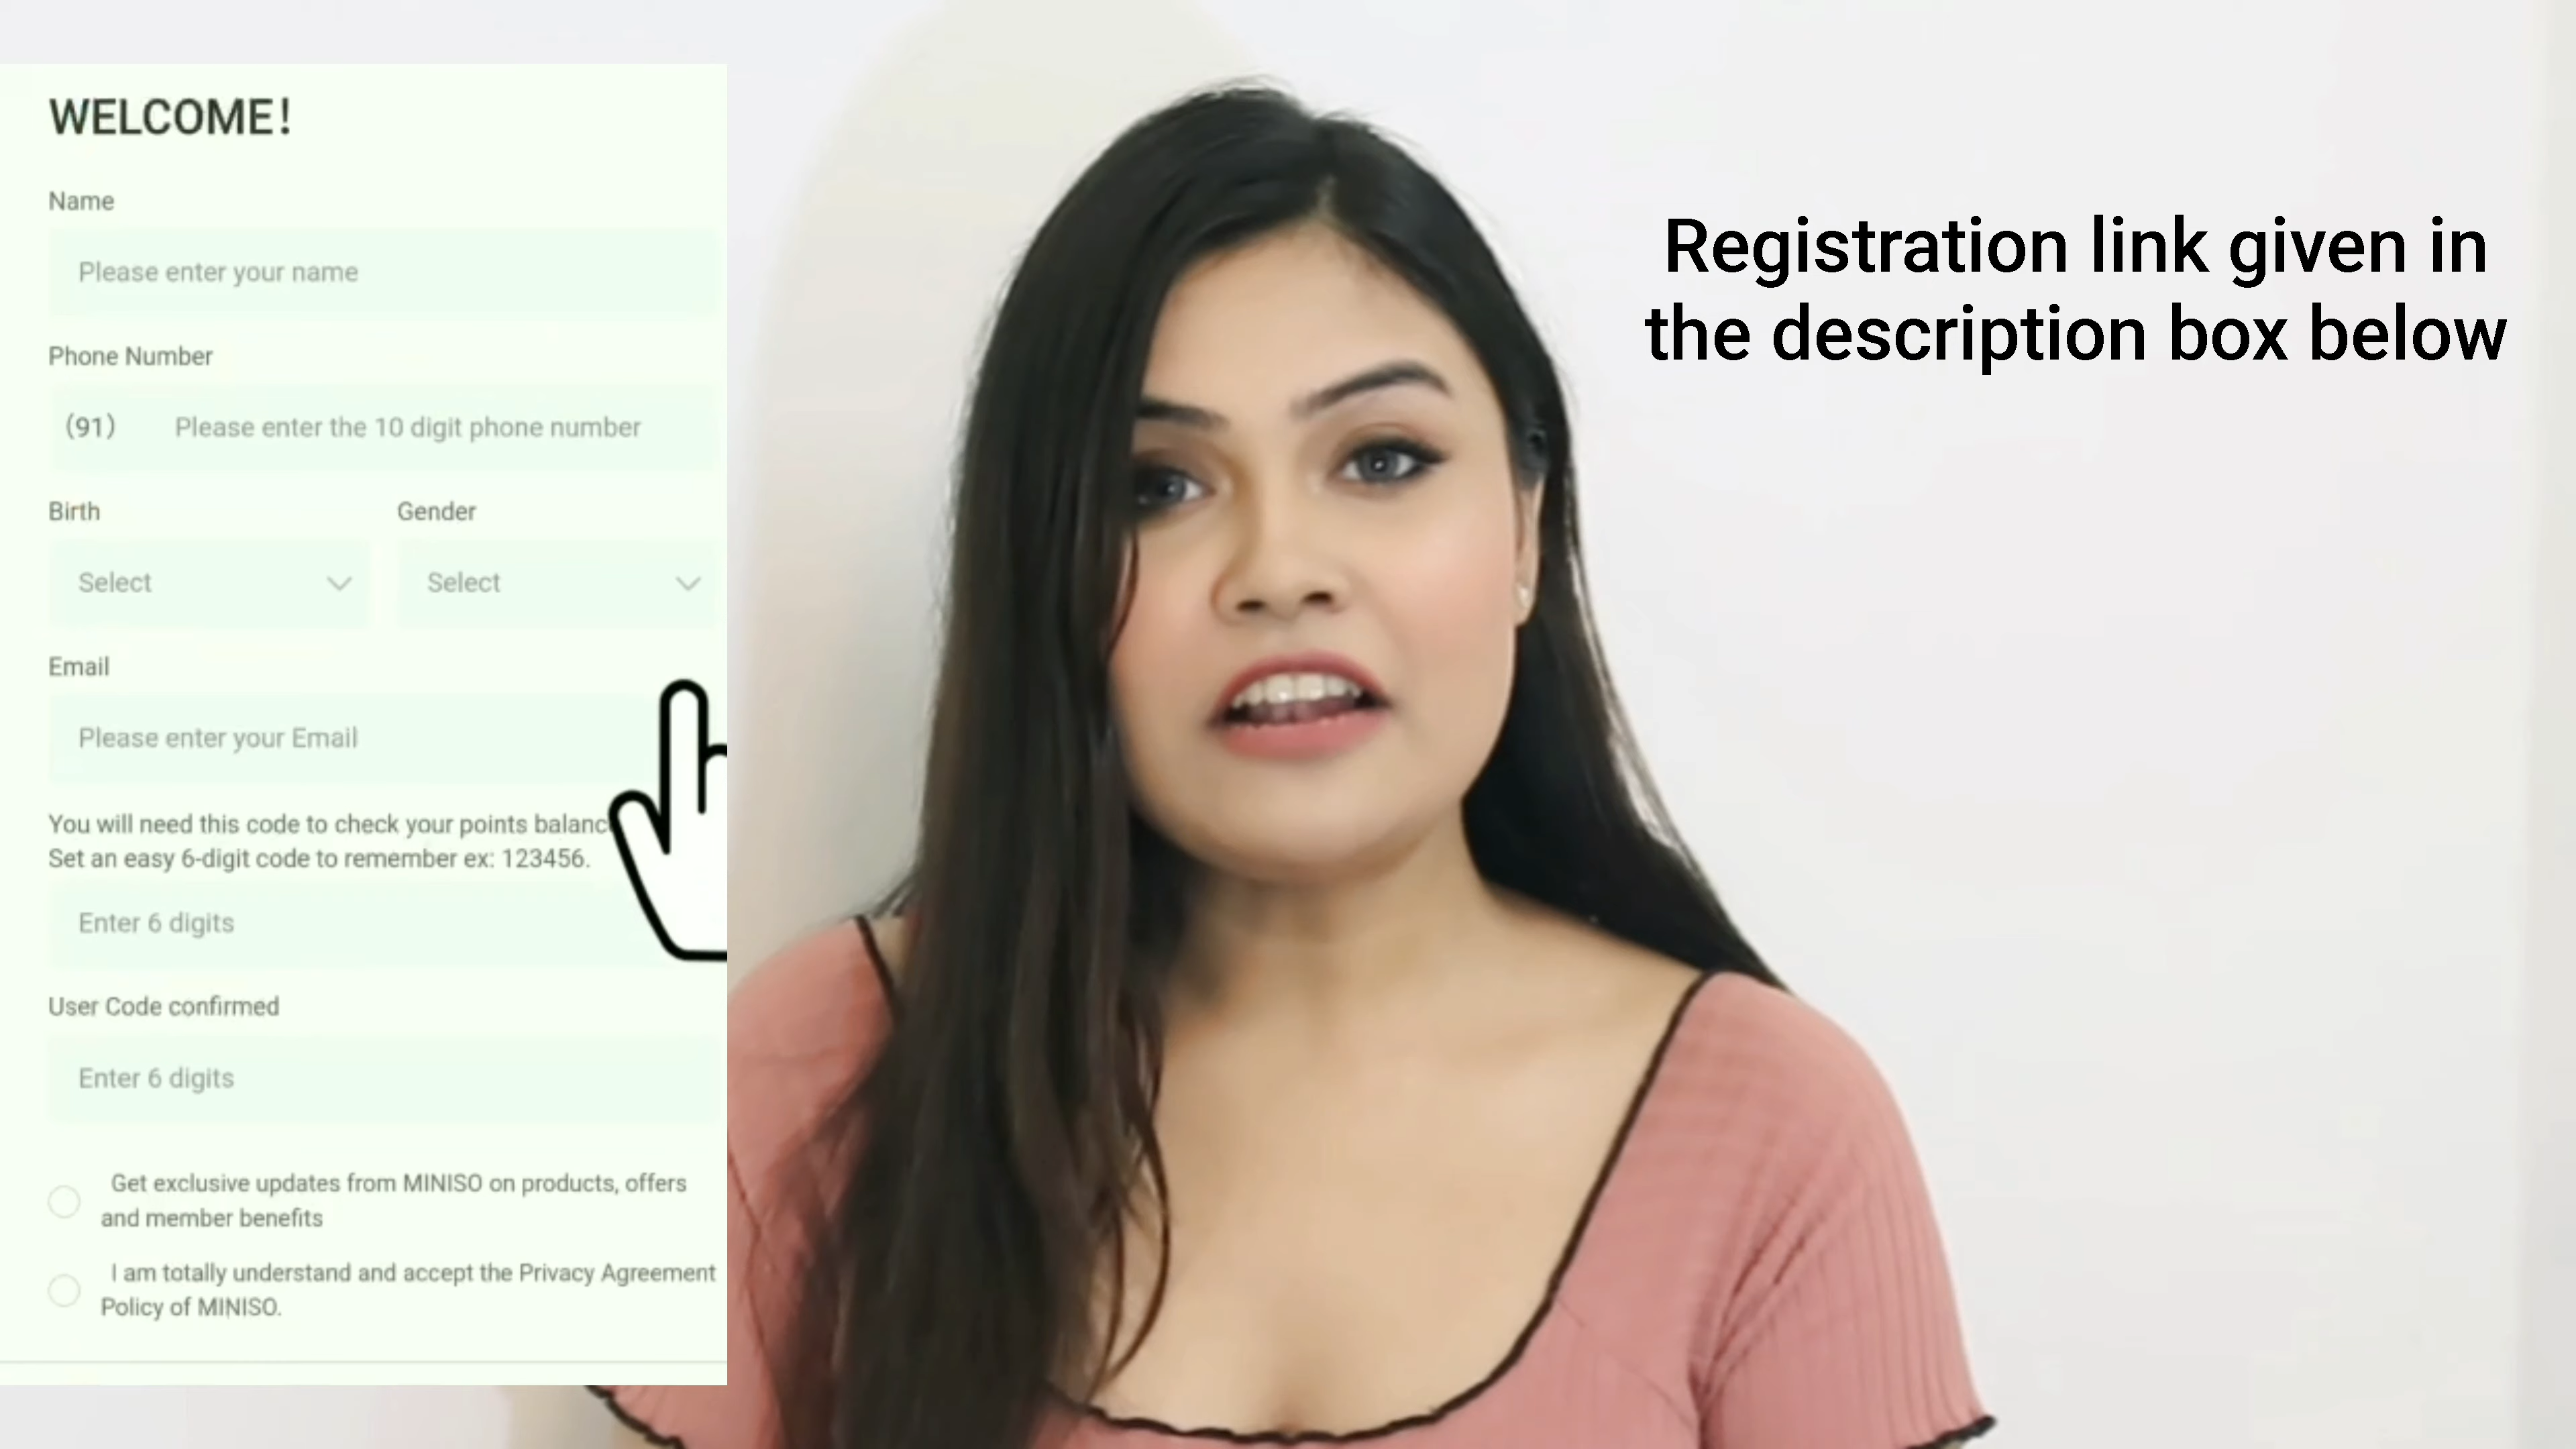 WELCOME!
Name
Please enter your name
Phone Number
(91) Please enter the 10 digit phone number
Birth Gender
Select Select
Email
Please enter your Email
You will need this code to check your points balanc
Set an easy 6-digit code to remember ex: 123456.
Enter 6 digits
User Code confirmed
Enter 6 digits
Get exclusive updates from MINISO on products, offers
and member benefits
I am totally understand and accept the Privacy Agreement
Policy of MINISO.
Registration link given in
the description box below